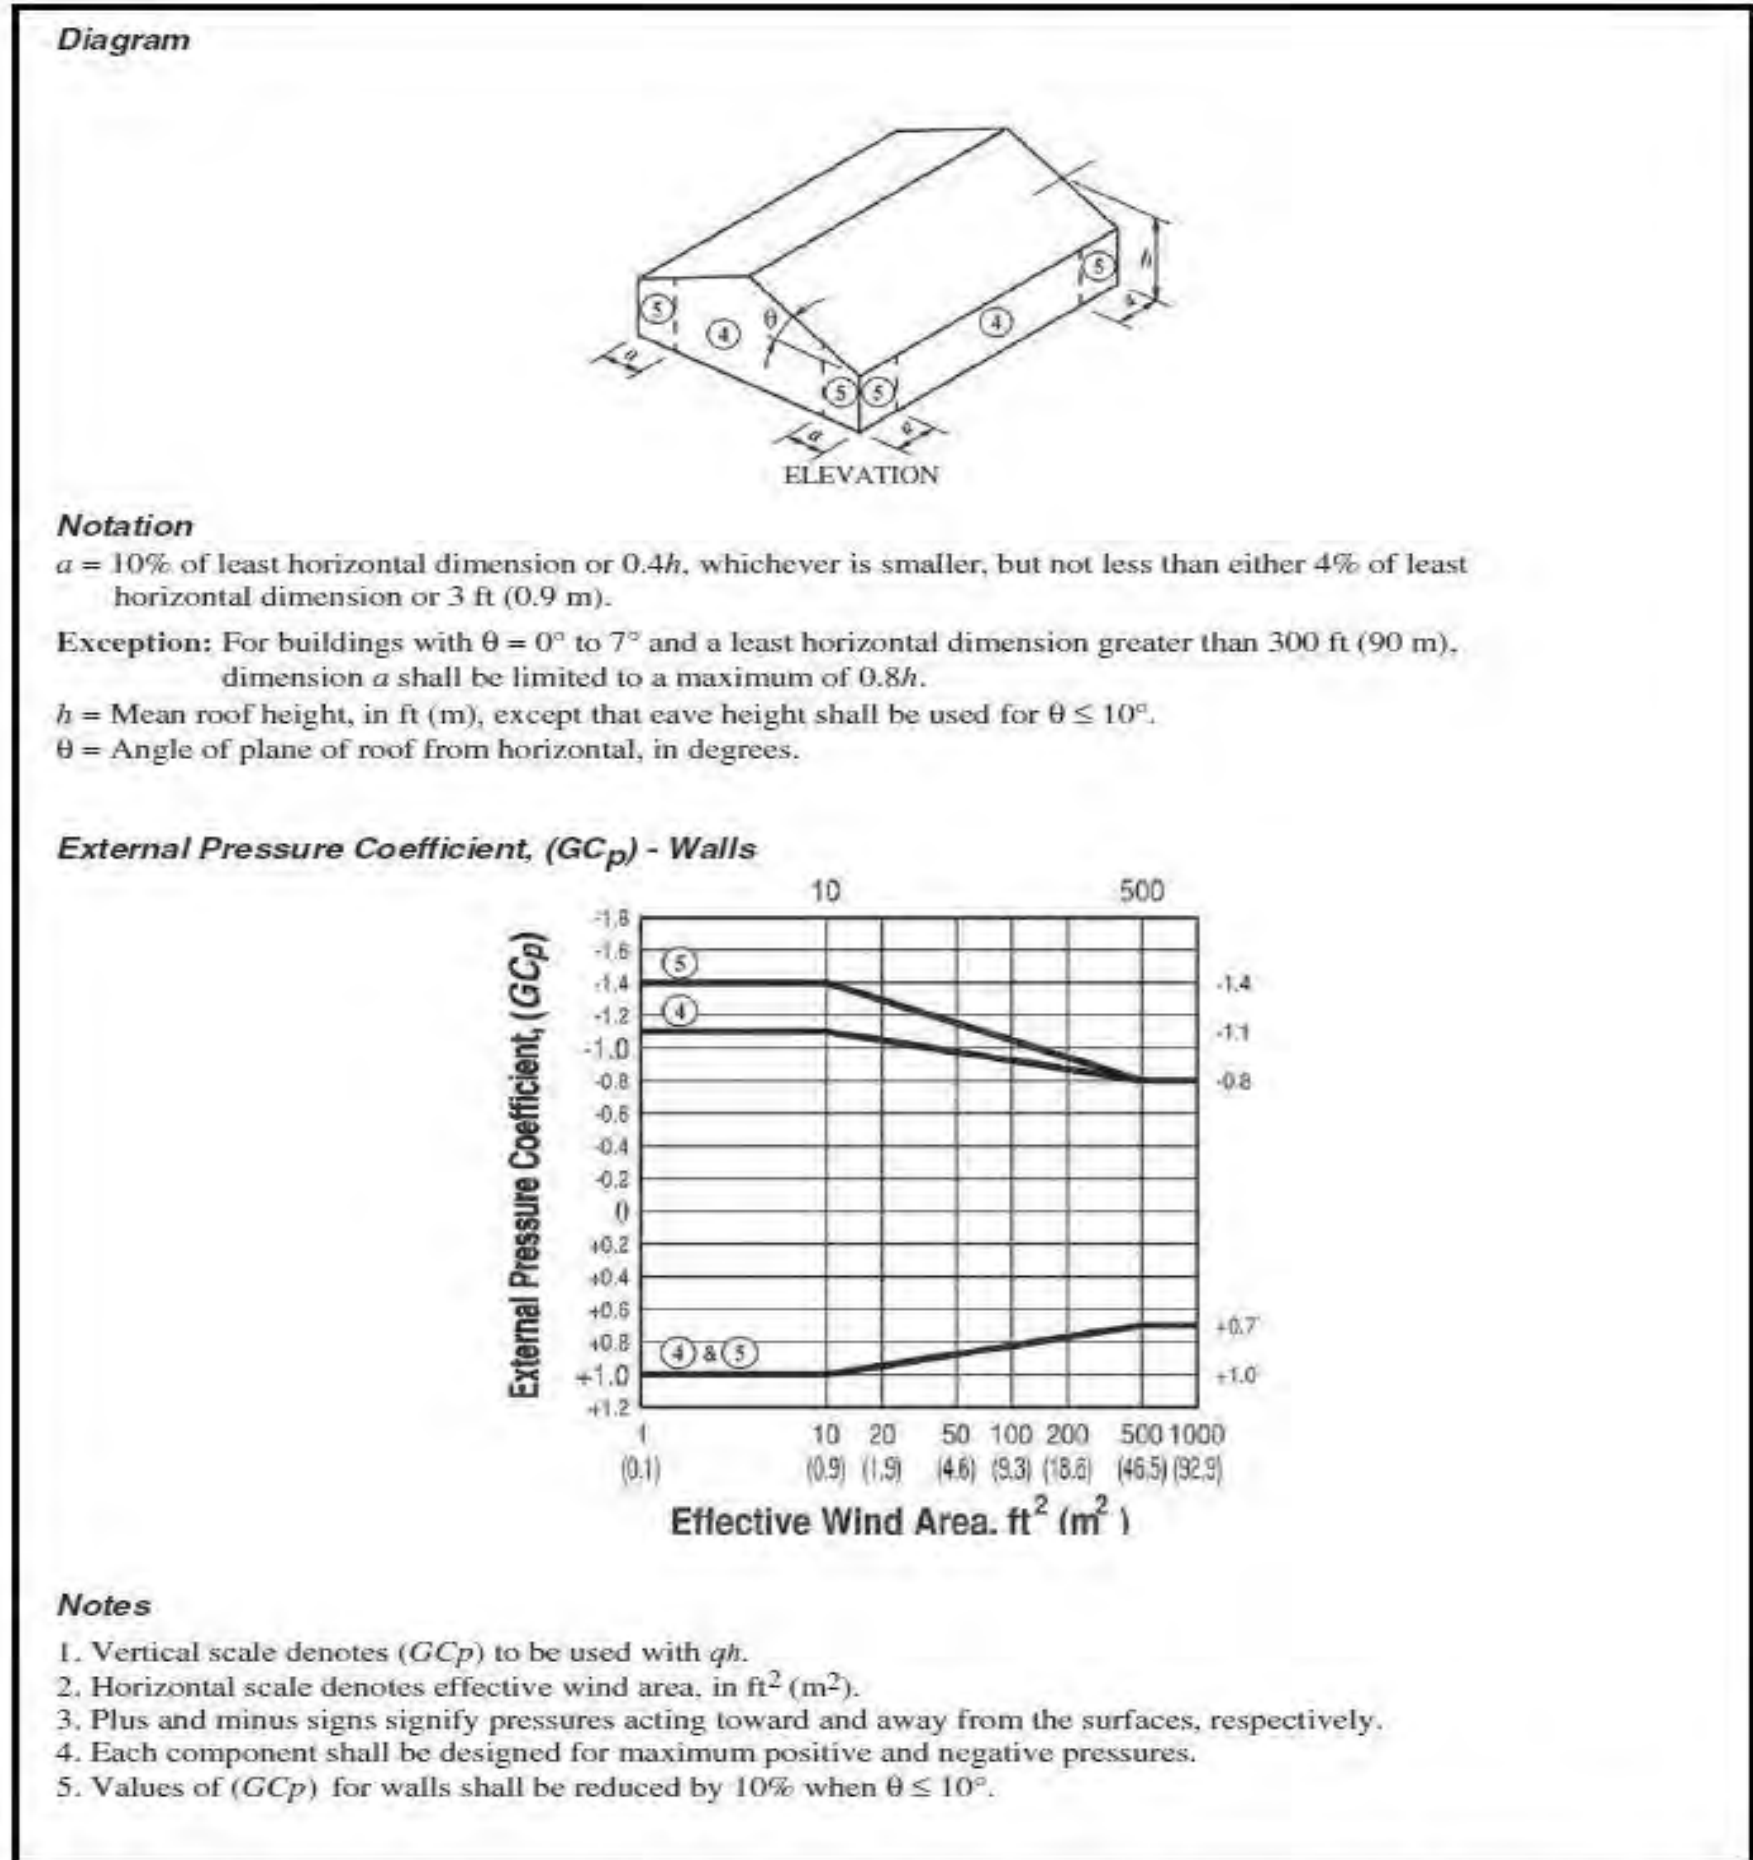 Diagram
θ
h
5
4
5
5
4
5
a
a
a
a
ELEVATION
Notation
a = 10% of least horizontal dimension or 0.4h, whichever is smaller, but not less than either 4% of least
horizontal dimension or 3 ft (0.9 m).
Exception: For buildings with θ = 0° to 7° and a least horizontal dimension greater than 300 ft (90 m),
dimension a shall be limited to a maximum of 0.8h.
h = Mean roof height, in ft (m), except that eave height shall be used for θ ≤ 10°.
θ = Angle of plane of roof from horizontal, in degrees.
External Pressure Coefficient, (GCp) - Walls
10 500
External Pressure Coefficient, (GCp)
-1.8
-1.6
-1.4
-1.2
-1.0
-0.8
-0.6
-0.4
-0.2
0
+0.2
+0.4
+0.6
+0.8
+1.0
+1.2
5
4
4 & 5
-1.4
-1.1
-0.8
+0.7
+1.0
1 10 20 50 100 200 500 1000
(0.1) (0.9) (1.9) (4.6) (9.3) (18.6) (46.5) (92.9)
Effective Wind Area. ft² (m²)
Notes
1. Vertical scale denotes (GCp) to be used with qh.
2. Horizontal scale denotes effective wind area, in ft² (m²).
3. Plus and minus signs signify pressures acting toward and away from the surfaces, respectively.
4. Each component shall be designed for maximum positive and negative pressures.
5. Values of (GCp) for walls shall be reduced by 10% when θ ≤ 10°.